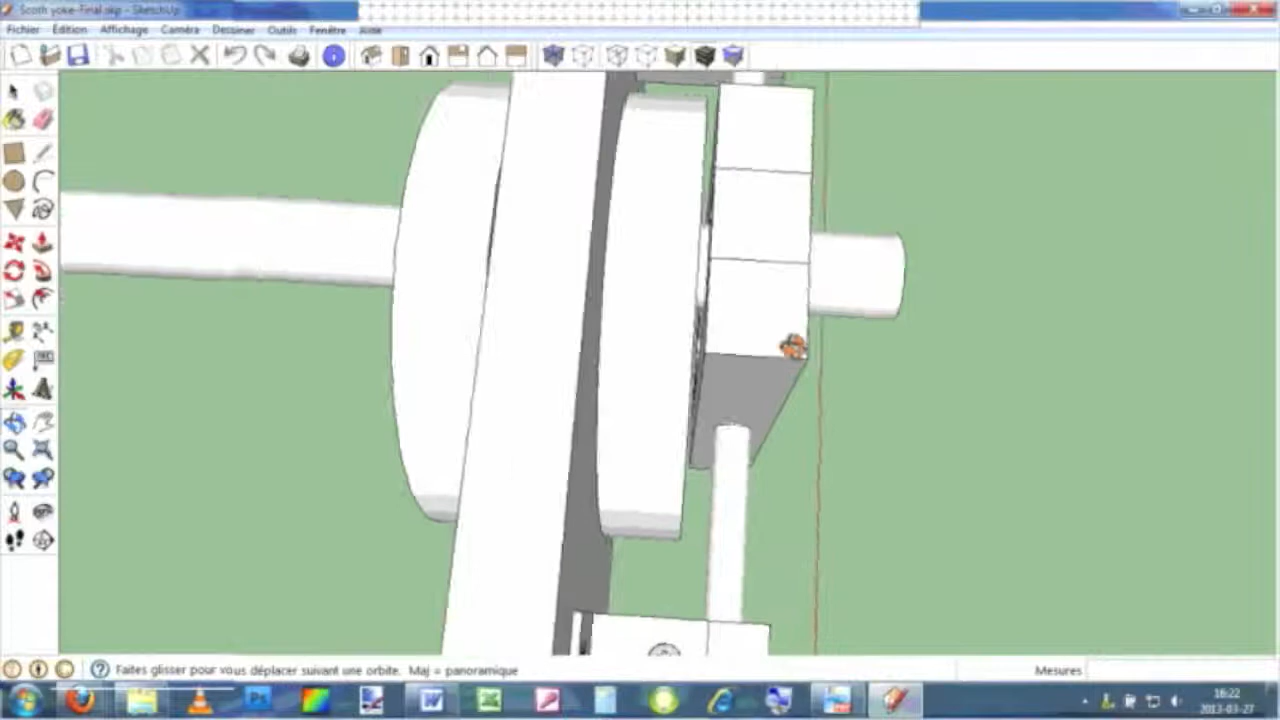 Scoth yoke-Final.skp - SketchUp
Fichier Edition Affichage Caméra Dessiner Outils Fenêtre Aide
Faites glisser pour vous déplacer suivant une orbite. Maj = panoramique
Mesures
16:22
2013-03-27